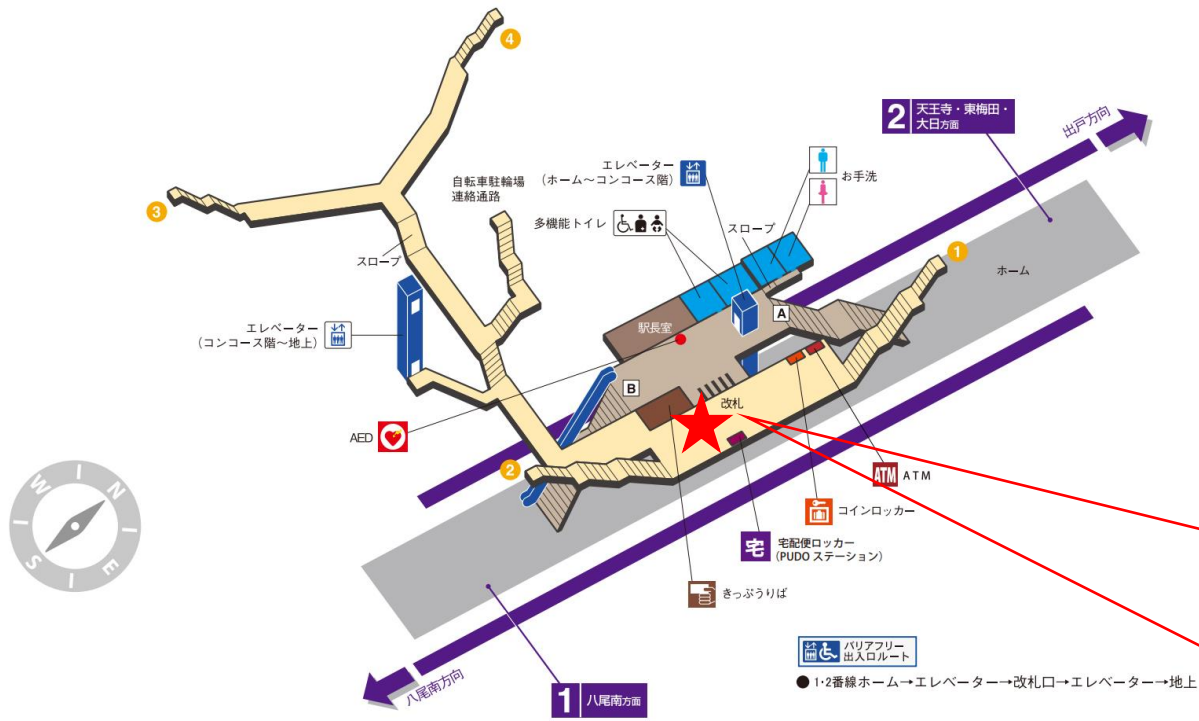 4
2 天王寺・東梅田・
大日方面
出戸方向
エレベーター
(ホーム～コンコース階)
お手洗
自転車駐輪場
連絡通路
3
多機能トイレ
スロープ
1
スロープ
ホーム
A
エレベーター
(コンコース階～地上)
駅長室
B
改札
AED
2
ATM ATM
コインロッカー
宅 宅配便ロッカー
(PUDOステーション)
きっぷうりば
N
W
E
S
バリアフリー
出入口ルート
●1・2番線ホーム→エレベーター→改札口→エレベーター→地上
八尾南方向
1 八尾南方面